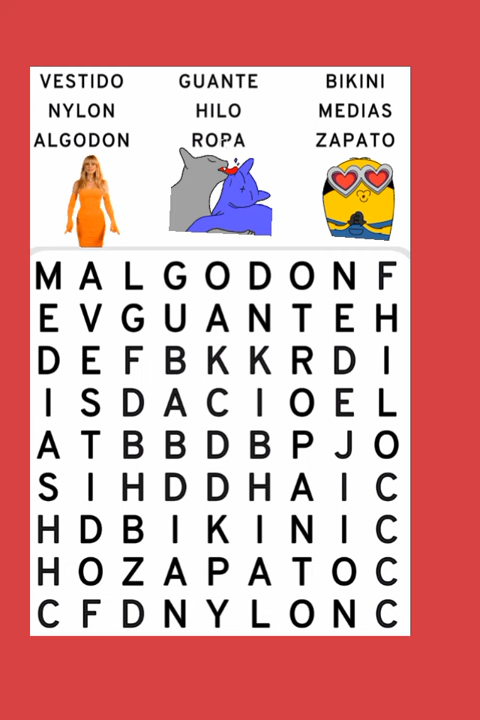 VESTIDO GUANTE BIKINI
NYLON HILO MEDIAS
ALGODON ROPA ZAPATO
M A L G O D O N F
E V G U A N T E H
D E F B K K R D I
I S D A C I O E L
A T B B D B P J O
S I H D D H A I C
H D B I K I N I C
H O Z A P A T O C
C F D N Y L O N C